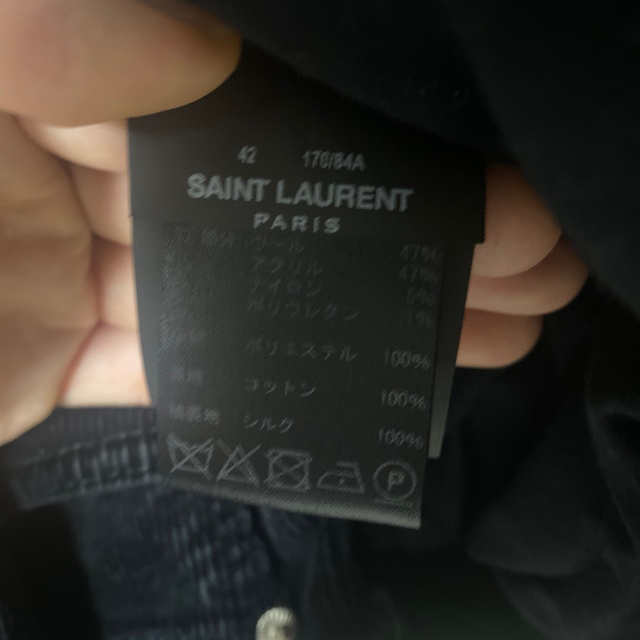 42 170/84A
SAINT LAURENT
PARIS
ウール 47%
アクリル 47%
ナイロン
ポリウレタン 1%
ポリエステル 100%
コットン 100%
シルク 100%
P